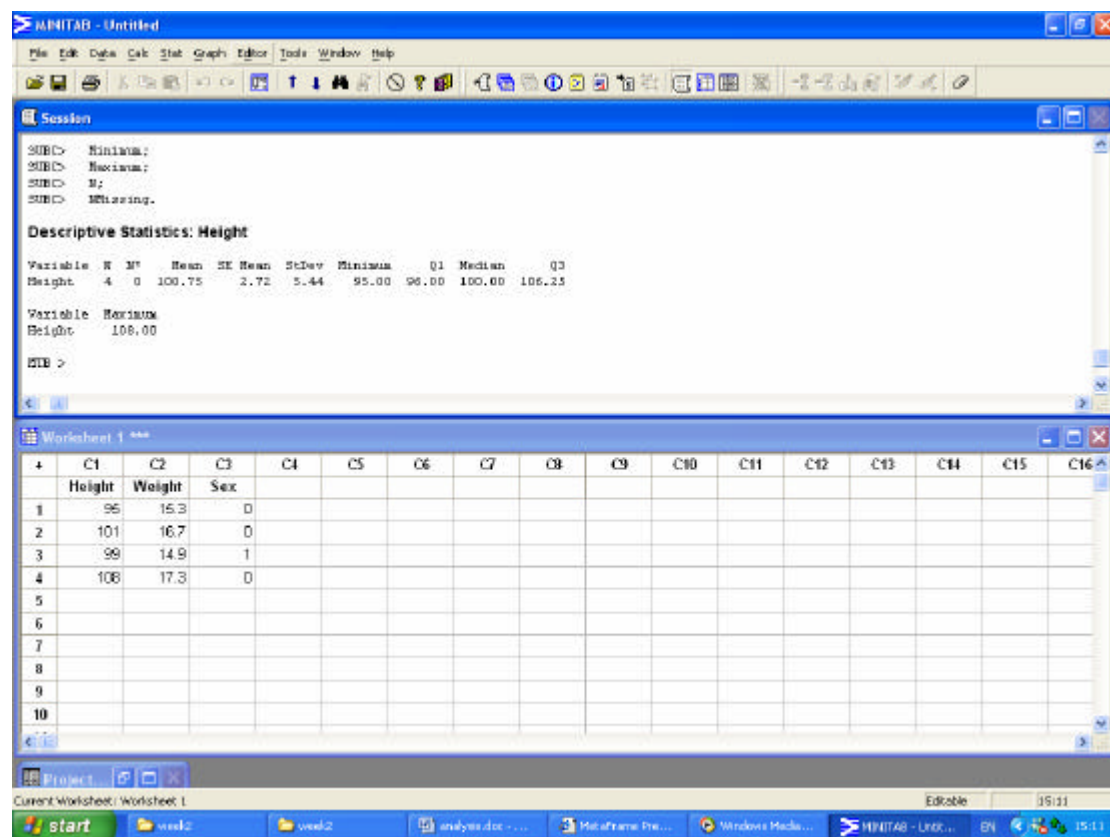 MINITAB - Untitled
File Edit Data Calc Stat Graph Editor Tools Window Help
Session
SUBC> Minimum;
SUBC> Maximum;
SUBC> N;
SUBC> NMissing.
Descriptive Statistics: Height
Variable N N* Mean SE Mean StDev Minimum Q1 Median Q3
Height 4 0 100.75 2.72 5.44 95.00 96.00 100.00 106.25
Variable Maximum
Height 108.00
MTB >
Worksheet 1 ***
+ C1 C2 C3 C4 C5 C6 C7 C8 C9 C10 C11 C12 C13 C14 C15 C16
Height Weight Sex
1 95 15.3 0
2 101 16.7 0
3 99 14.9 1
4 108 17.3 0
5
6
7
8
9
10
Project...
Current Worksheet: Worksheet 1 Editable 15:11
start week2 week2 analyses.doc - ... MetaFrame Pre... Windows Media... MINITAB - Untit... EN 15:11